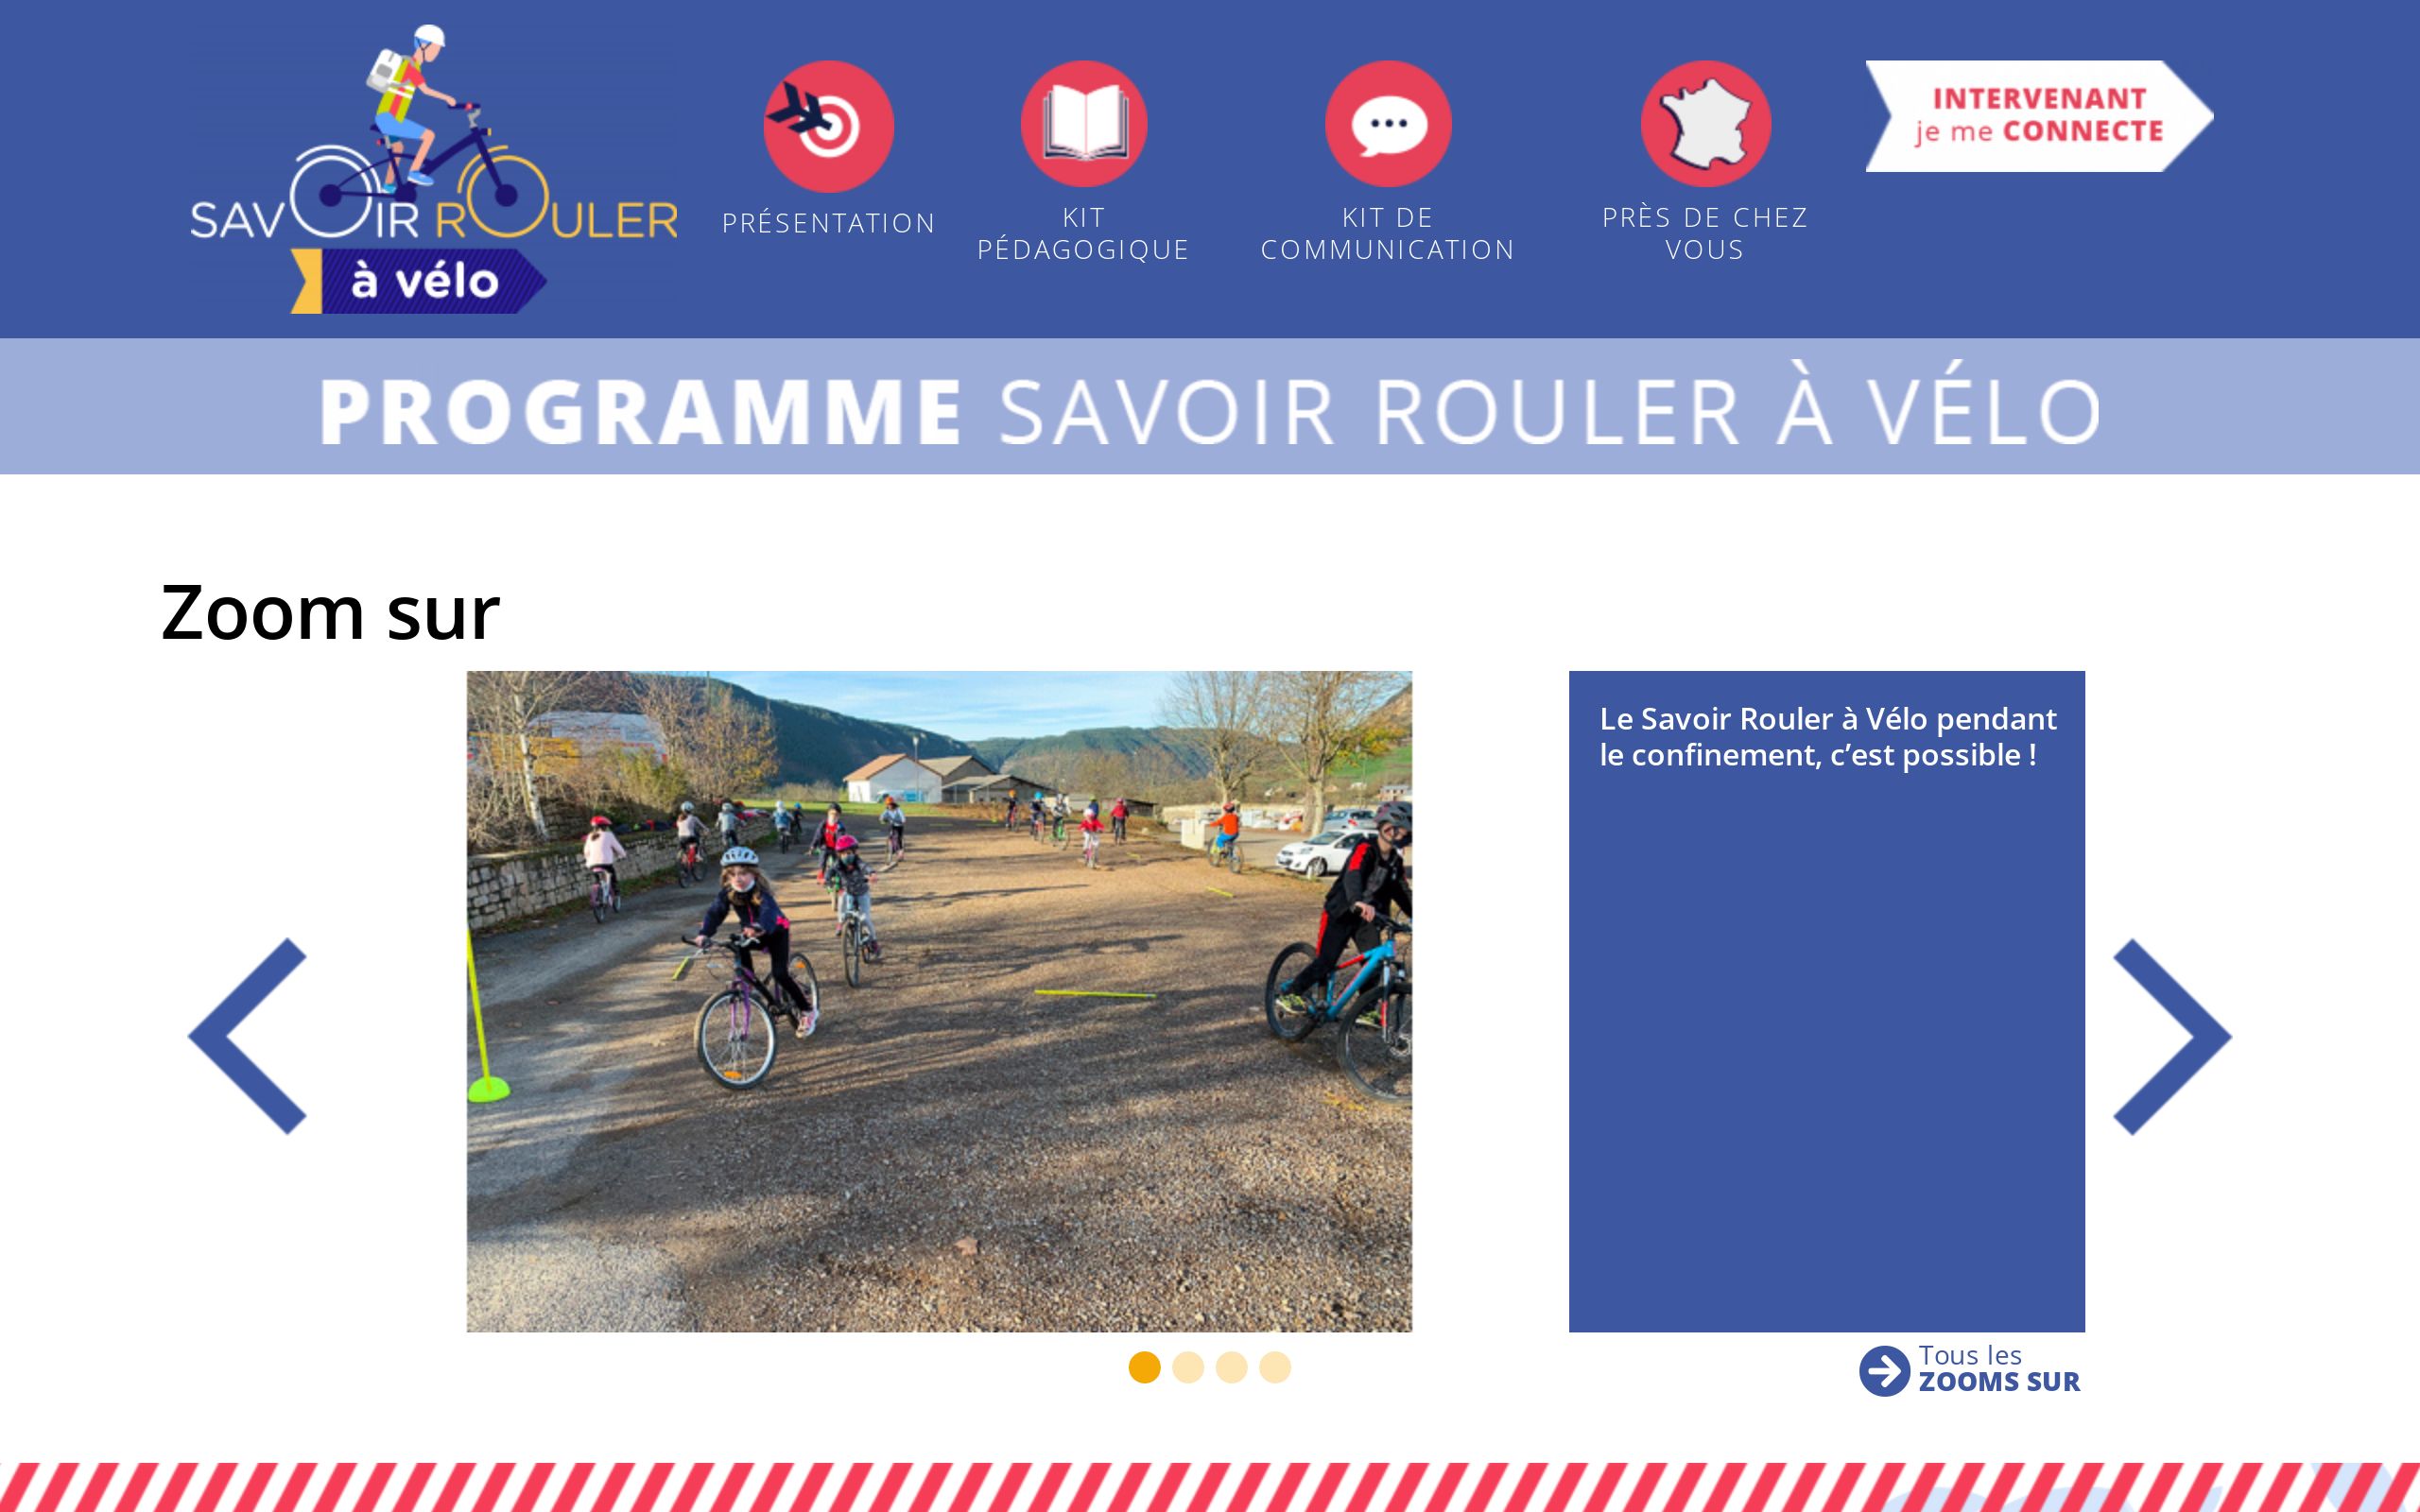 SAVOIR ROULER
à vélo
PRÉSENTATION
KIT
PÉDAGOGIQUE
KIT DE
COMMUNICATION
PRÈS DE CHEZ
VOUS
INTERVENANT
je me CONNECTE
PROGRAMME SAVOIR ROULER À VÉLO
Zoom sur
Le Savoir Rouler à Vélo pendant
le confinement, c’est possible !
Tous les
ZOOMS SUR